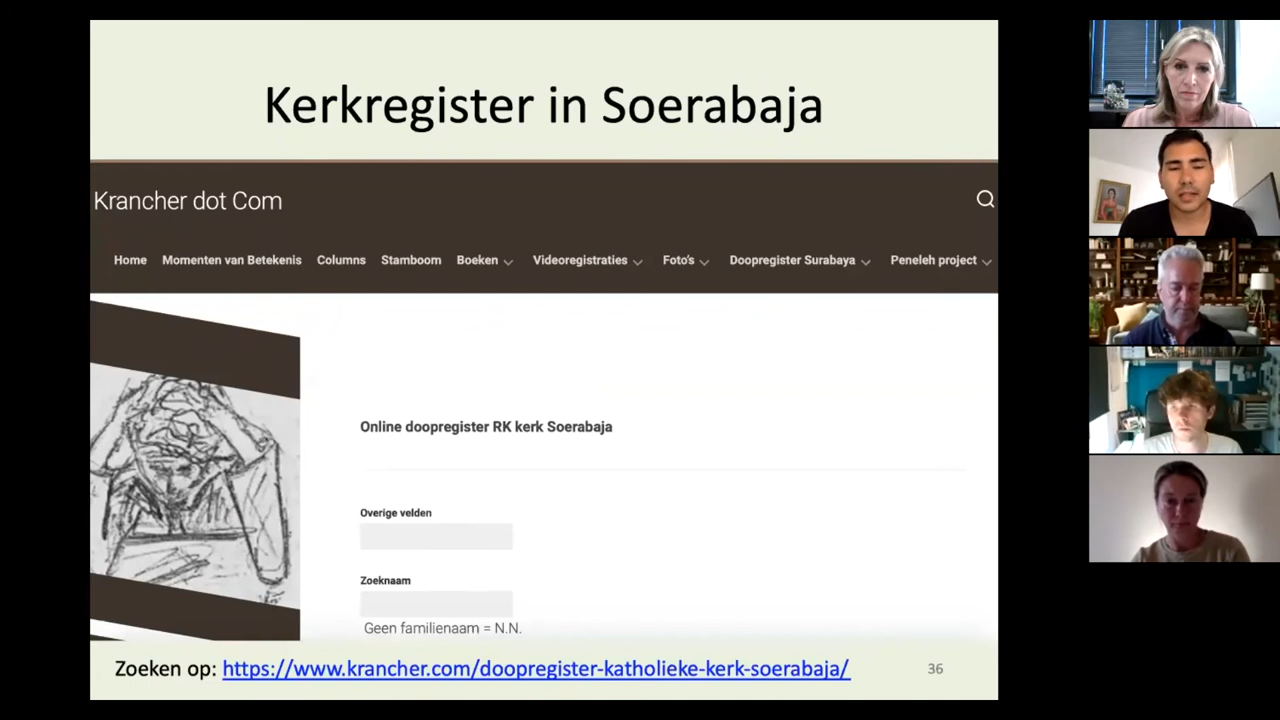 Kerkregister in Soerabaja
Krancher dot Com
Home Momenten van Betekenis Columns Stamboom Boeken Videoregistraties Foto's Doopregister Surabaya Peneleh project
Online doopregister RK kerk Soerabaja
Overige velden
Zoeknaam
Geen familienaam = N.N.
Zoeken op: https://www.krancher.com/doopregister-katholieke-kerk-soerabaja/
36